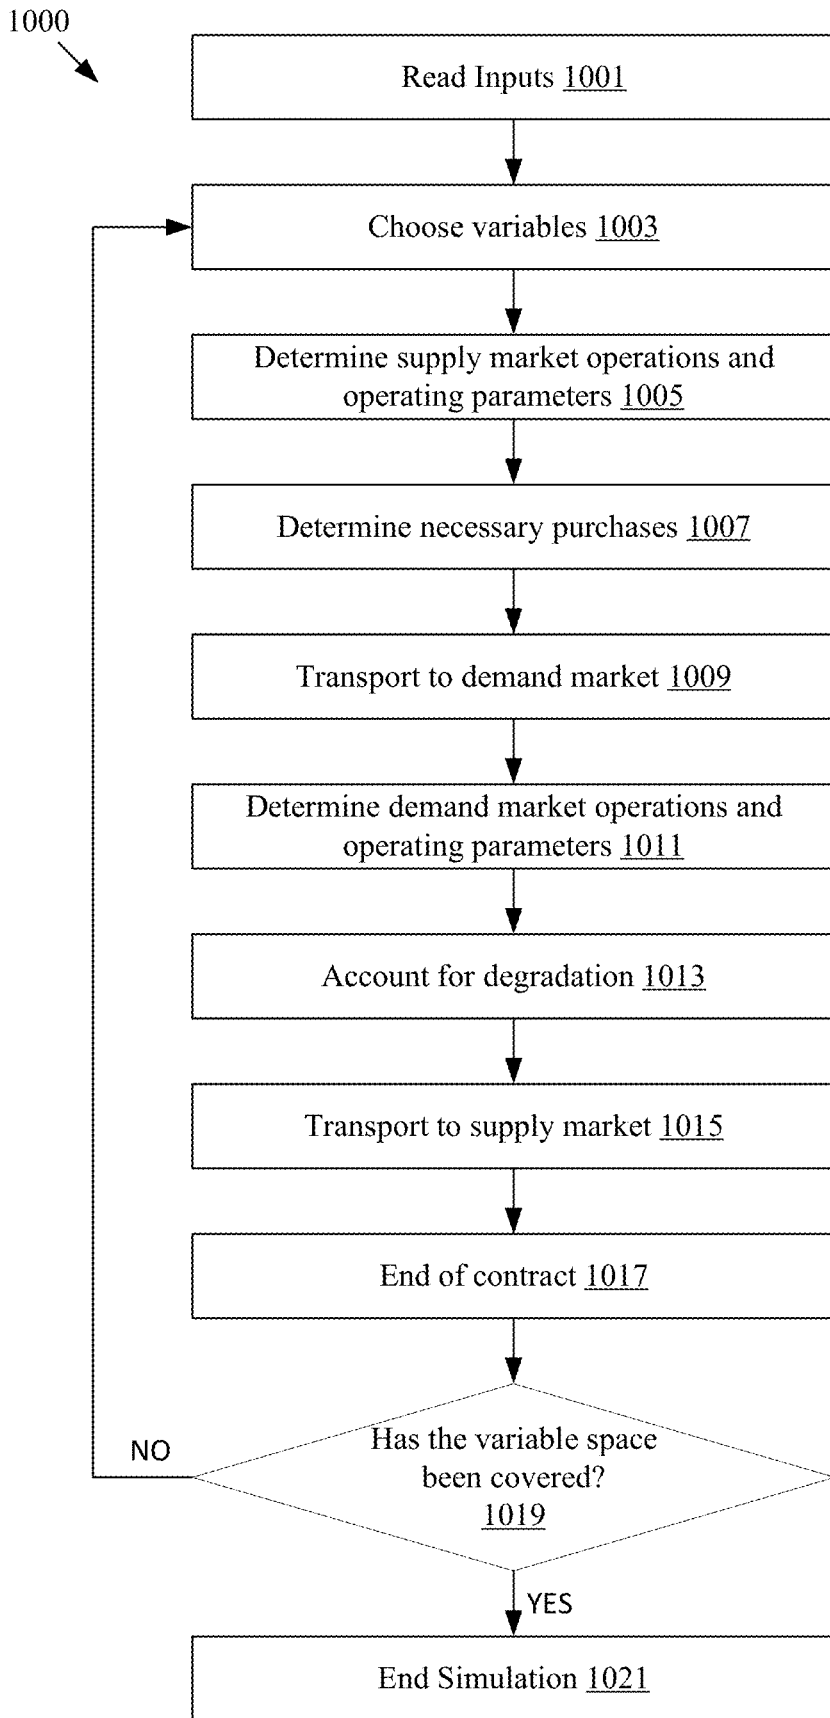 1000
Read Inputs 1001
Choose variables 1003
Determine supply market operations and
operating parameters 1005
Determine necessary purchases 1007
Transport to demand market 1009
Determine demand market operations and
operating parameters 1011
Account for degradation 1013
Transport to supply market 1015
End of contract 1017
Has the variable space
been covered?
1019
NO
YES
End Simulation 1021